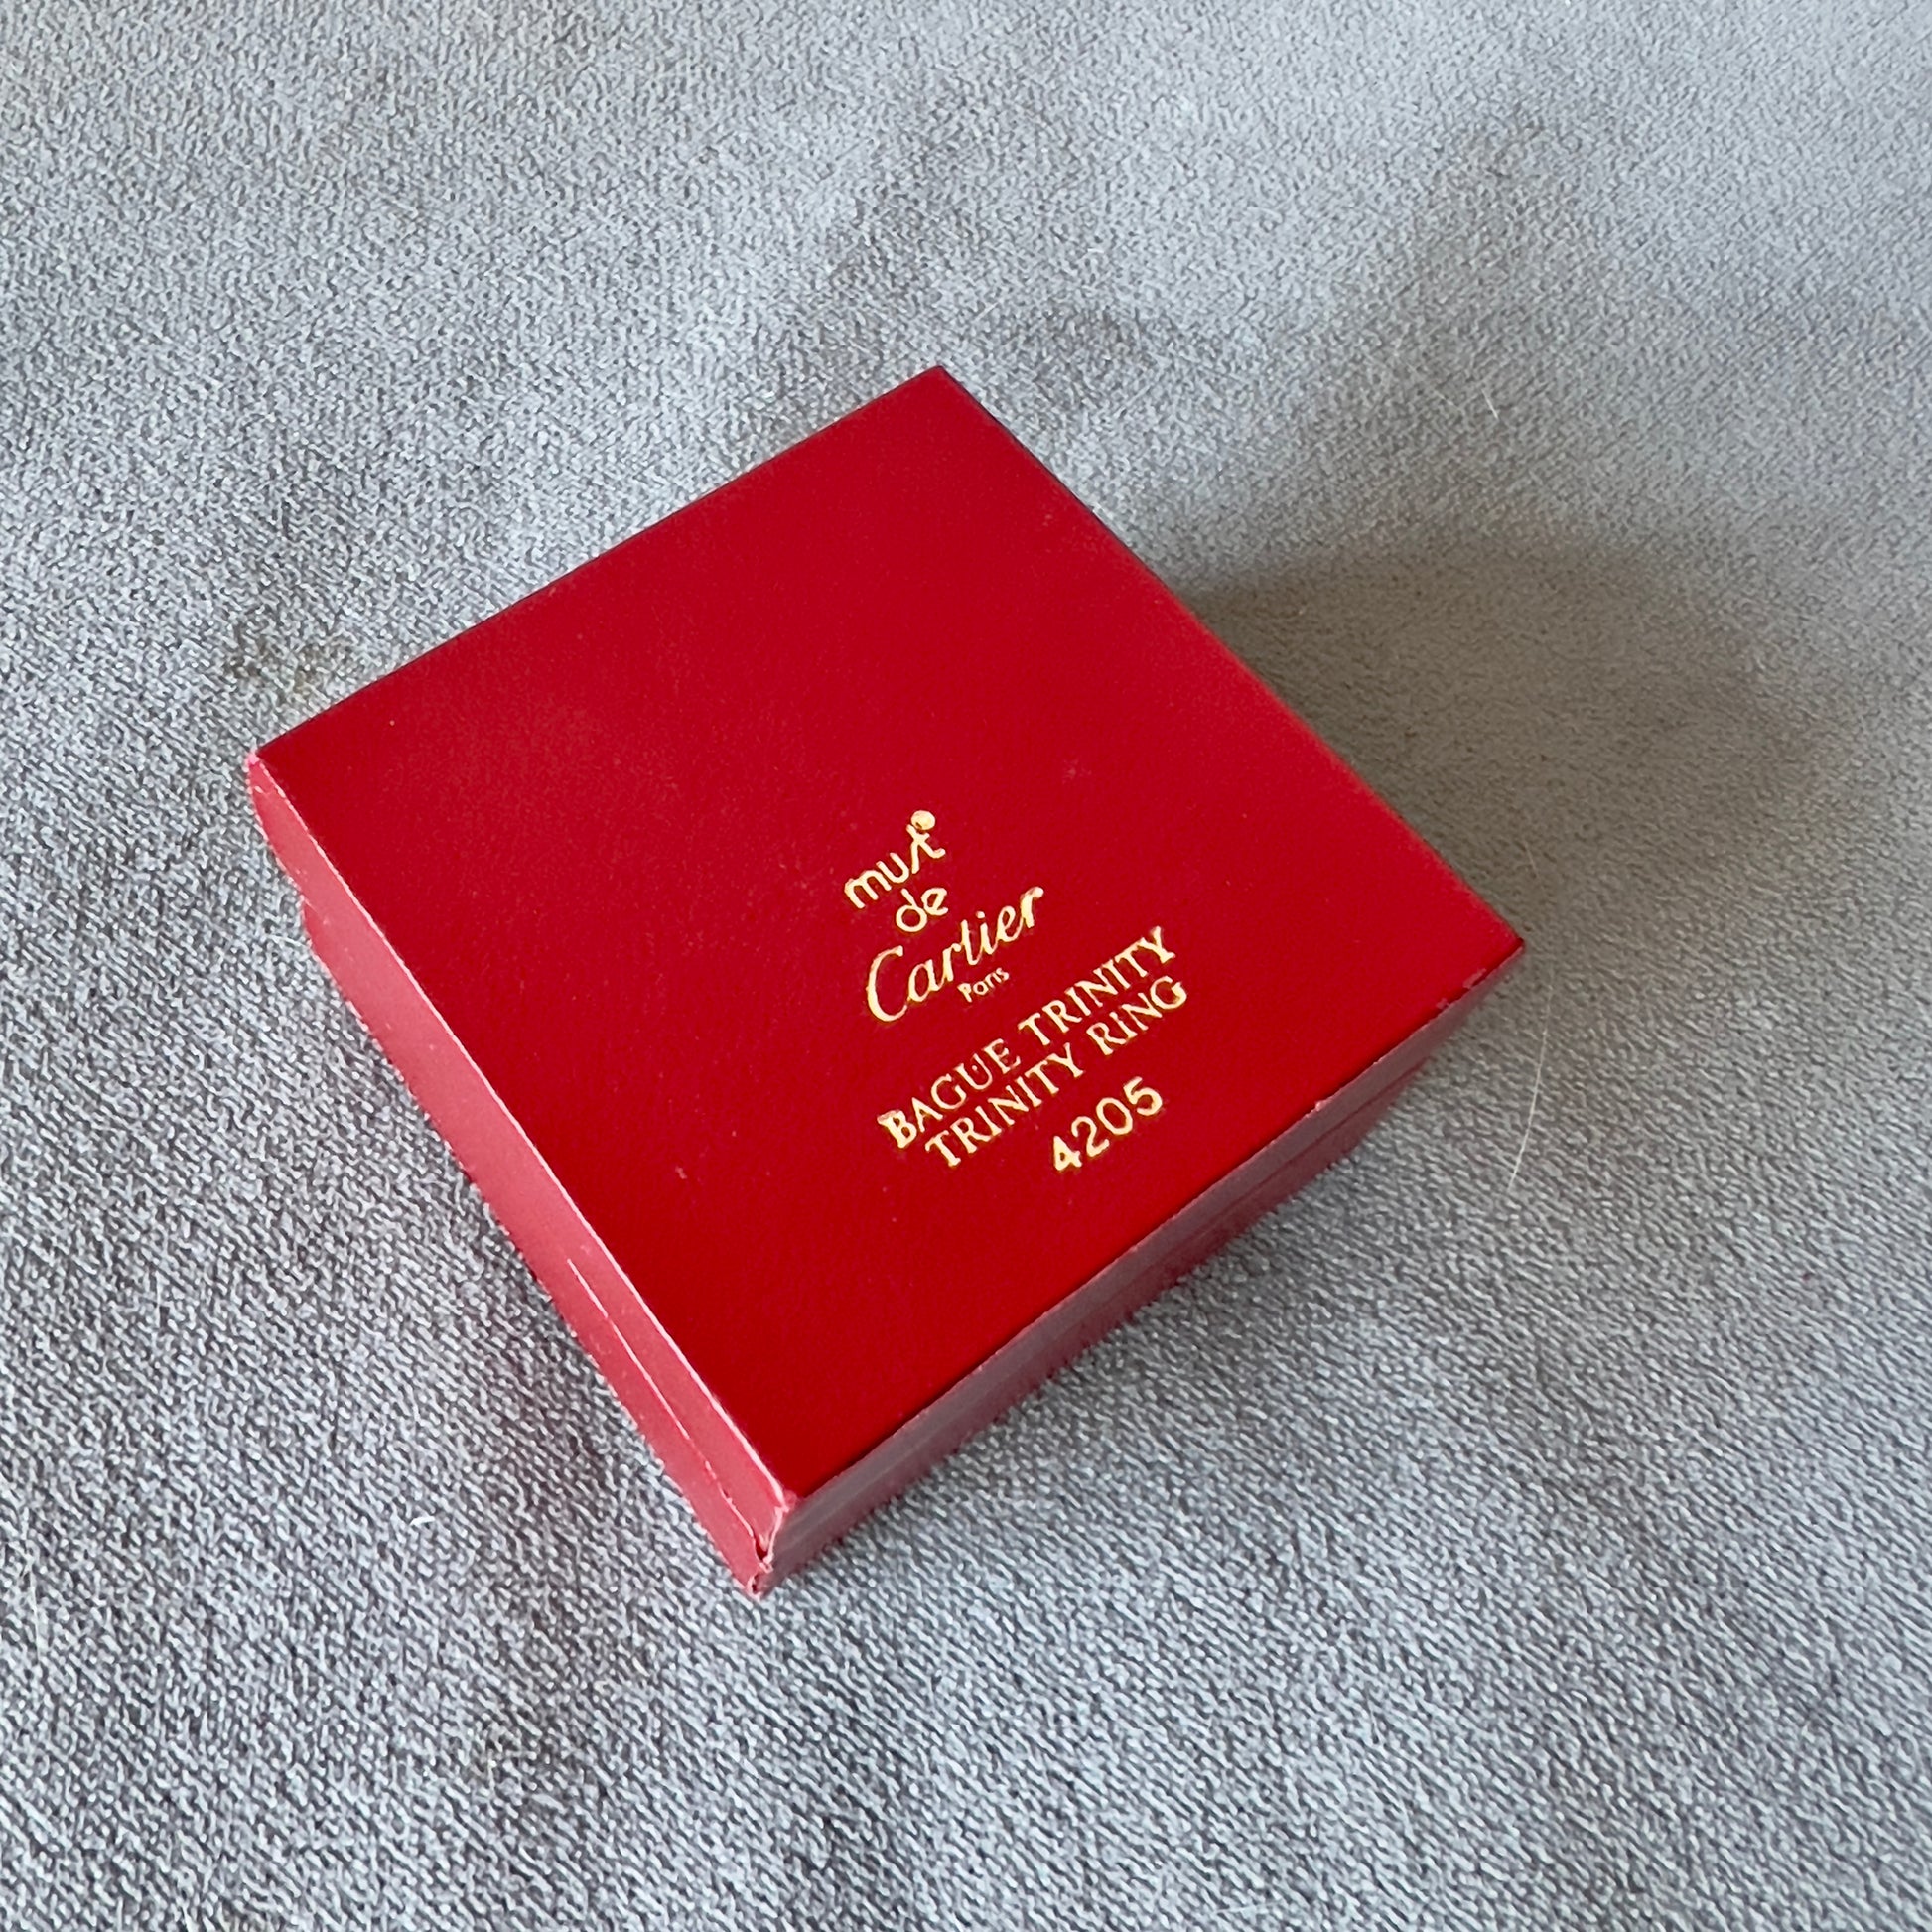 must
de
Cartier
Paris
BAGUE TRINITY
TRINITY RING
4205